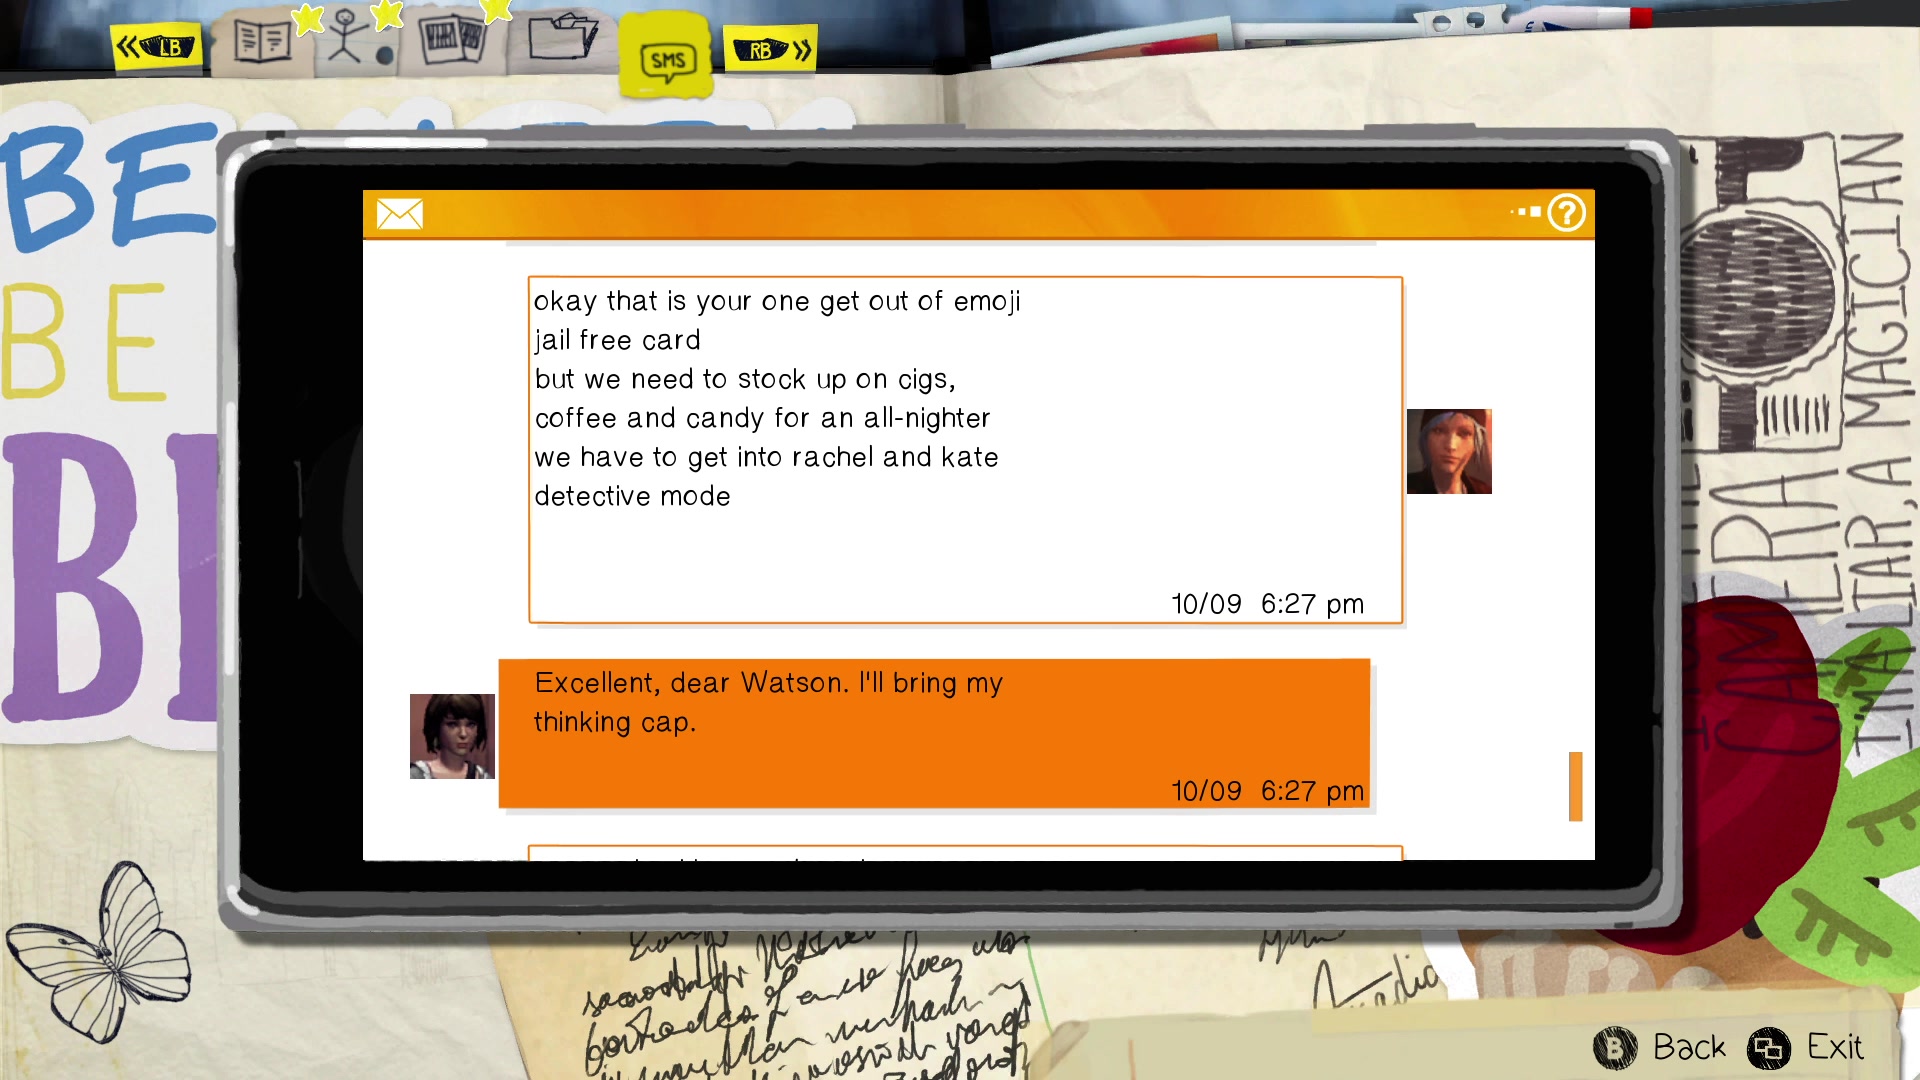 LB
SMS
RB
BE
BE
okay that is your one get out of emoji
jail free card
but we need to stock up on cigs,
coffee and candy for an all-nighter
we have to get into rachel and kate
detective mode
10/09 6:27 pm
Excellent, dear Watson. I'll bring my
thinking cap.
10/09 6:27 pm
CAMERA
I'M A LIAR, A MAGICIAN
B Back
Exit